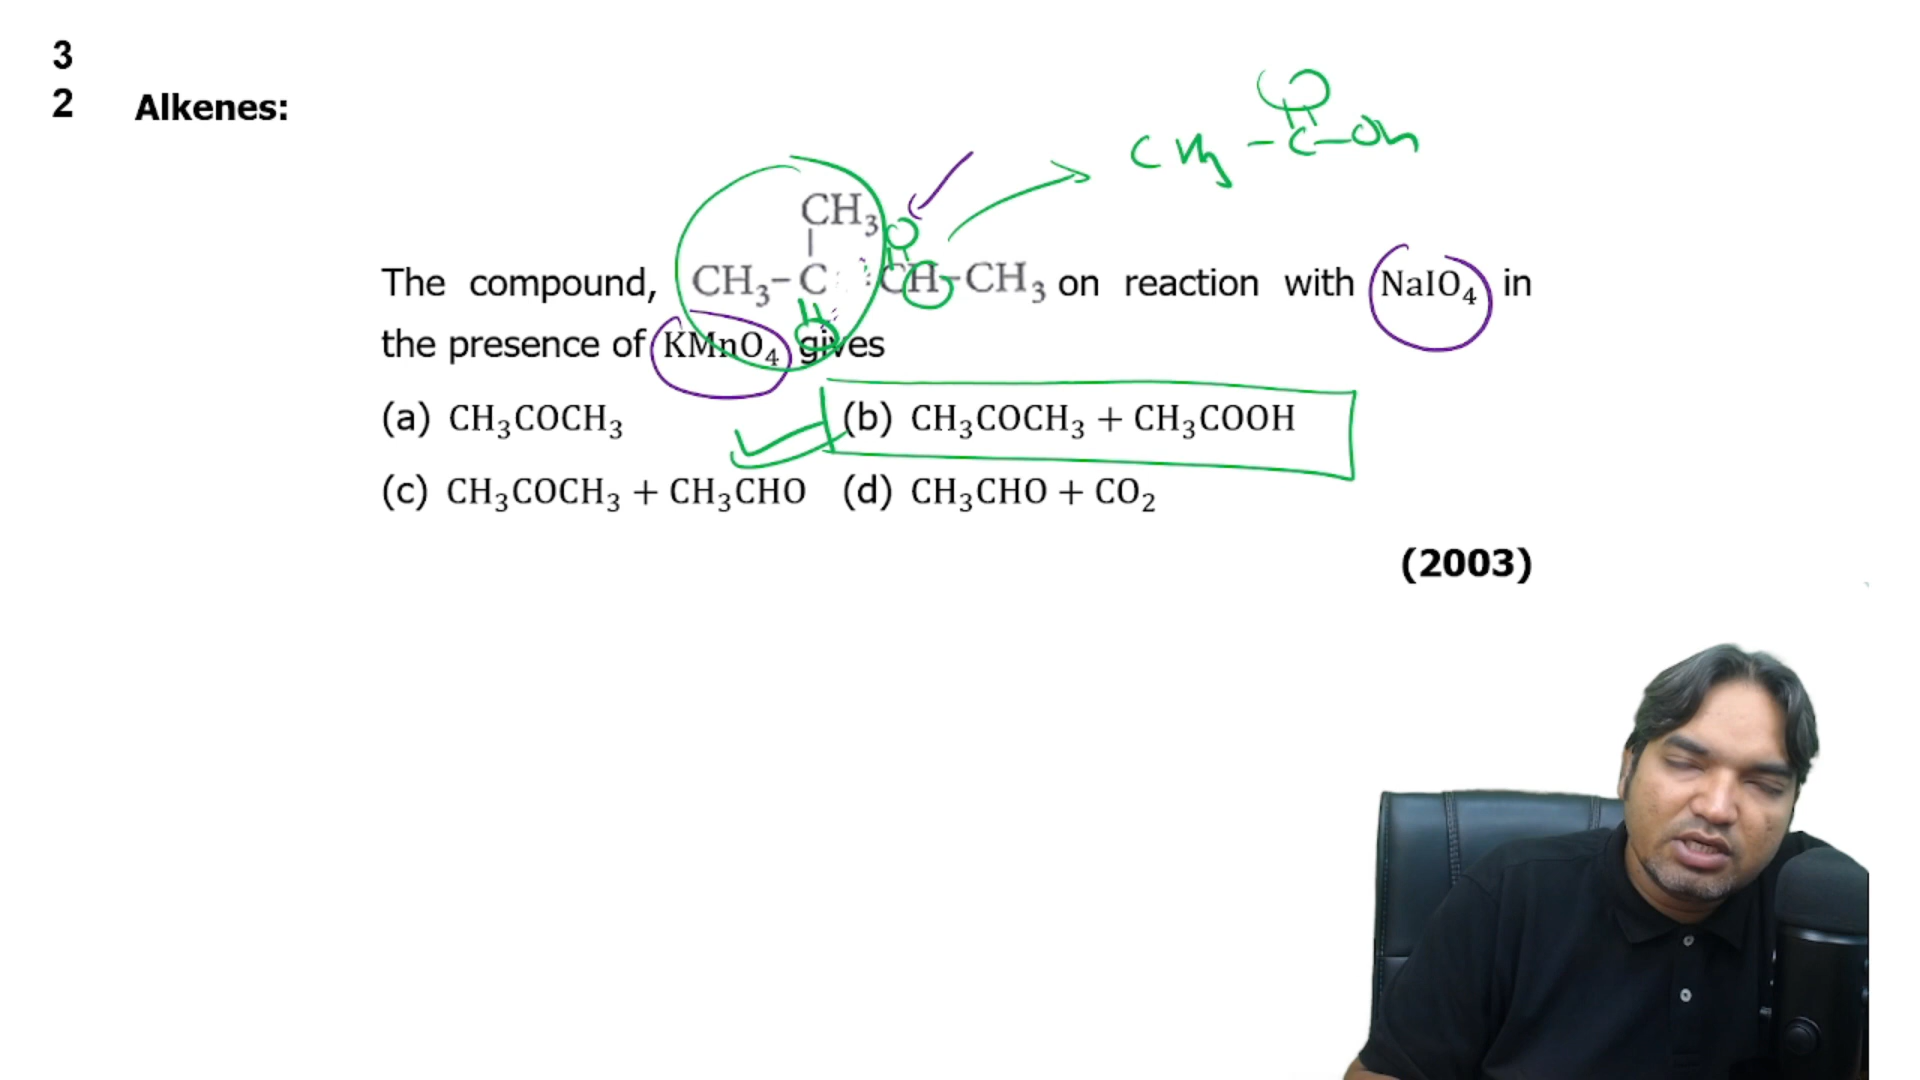 3
2
Alkenes:
CH₃-C-OH
O
CH₃
O
The compound, CH₃-C CH-CH₃ on reaction with NaIO₄ in
the presence of KMnO₄ gives
(a) CH₃COCH₃ (b) CH₃COCH₃ + CH₃COOH
(c) CH₃COCH₃ + CH₃CHO (d) CH₃CHO + CO₂
(2003)